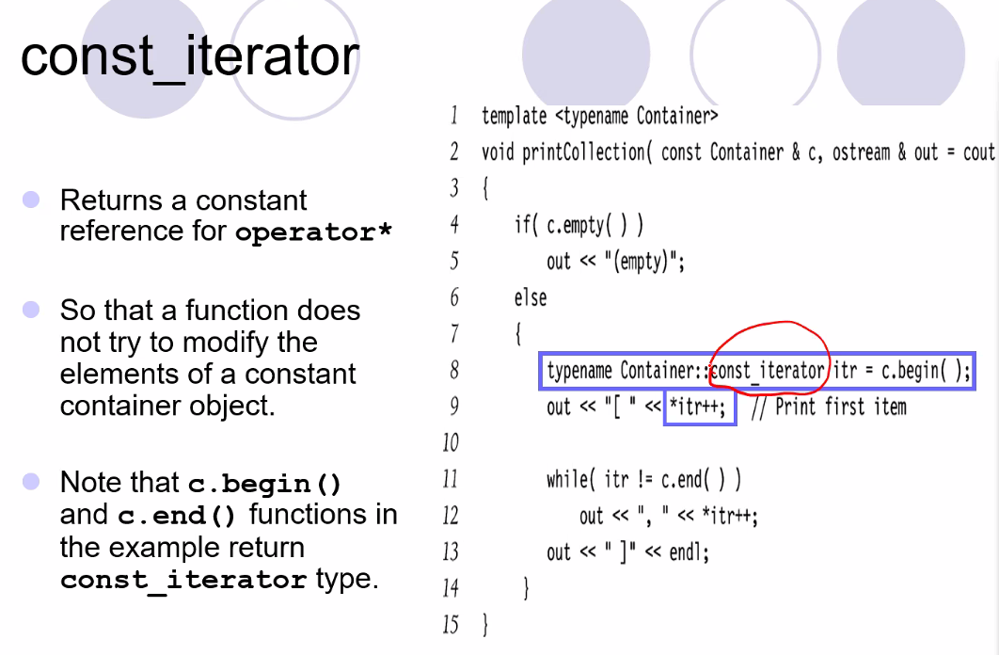 const_iterator
Returns a constant
reference for operator*
So that a function does
not try to modify the
elements of a constant
container object.
Note that c.begin()
and c.end() functions in
the example return
const_iterator type.
1 template <typename Container>
2 void printCollection( const Container & c, ostream & out = cout
3 {
4 if( c.empty( ) )
5 out << "(empty)";
6 else
7 {
8 typename Container::const_iterator itr = c.begin( );
9 out << "[ " << *itr++; // Print first item
10
11 while( itr != c.end( ) )
12 out << ", " << *itr++;
13 out << " ]" << endl;
14 }
15 }